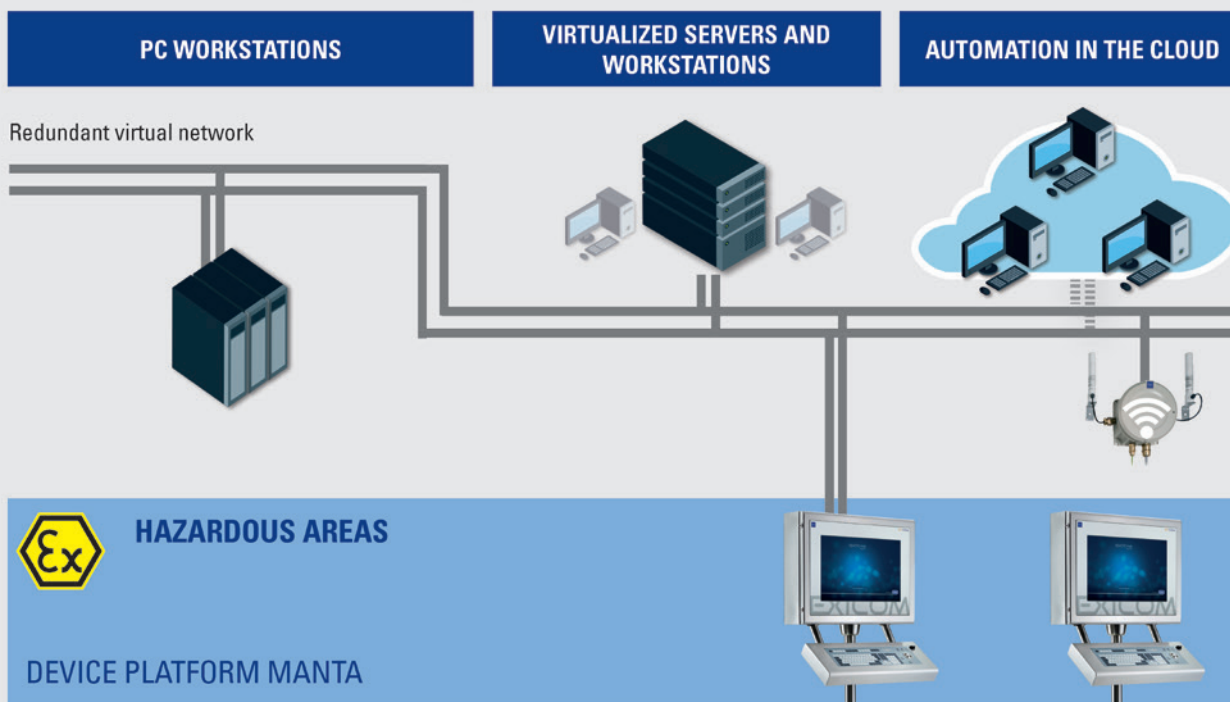 PC WORKSTATIONS
VIRTUALIZED SERVERS AND
WORKSTATIONS
AUTOMATION IN THE CLOUD
Redundant virtual network
Ex
HAZARDOUS AREAS
EXICOM
EXICOM
DEVICE PLATFORM MANTA